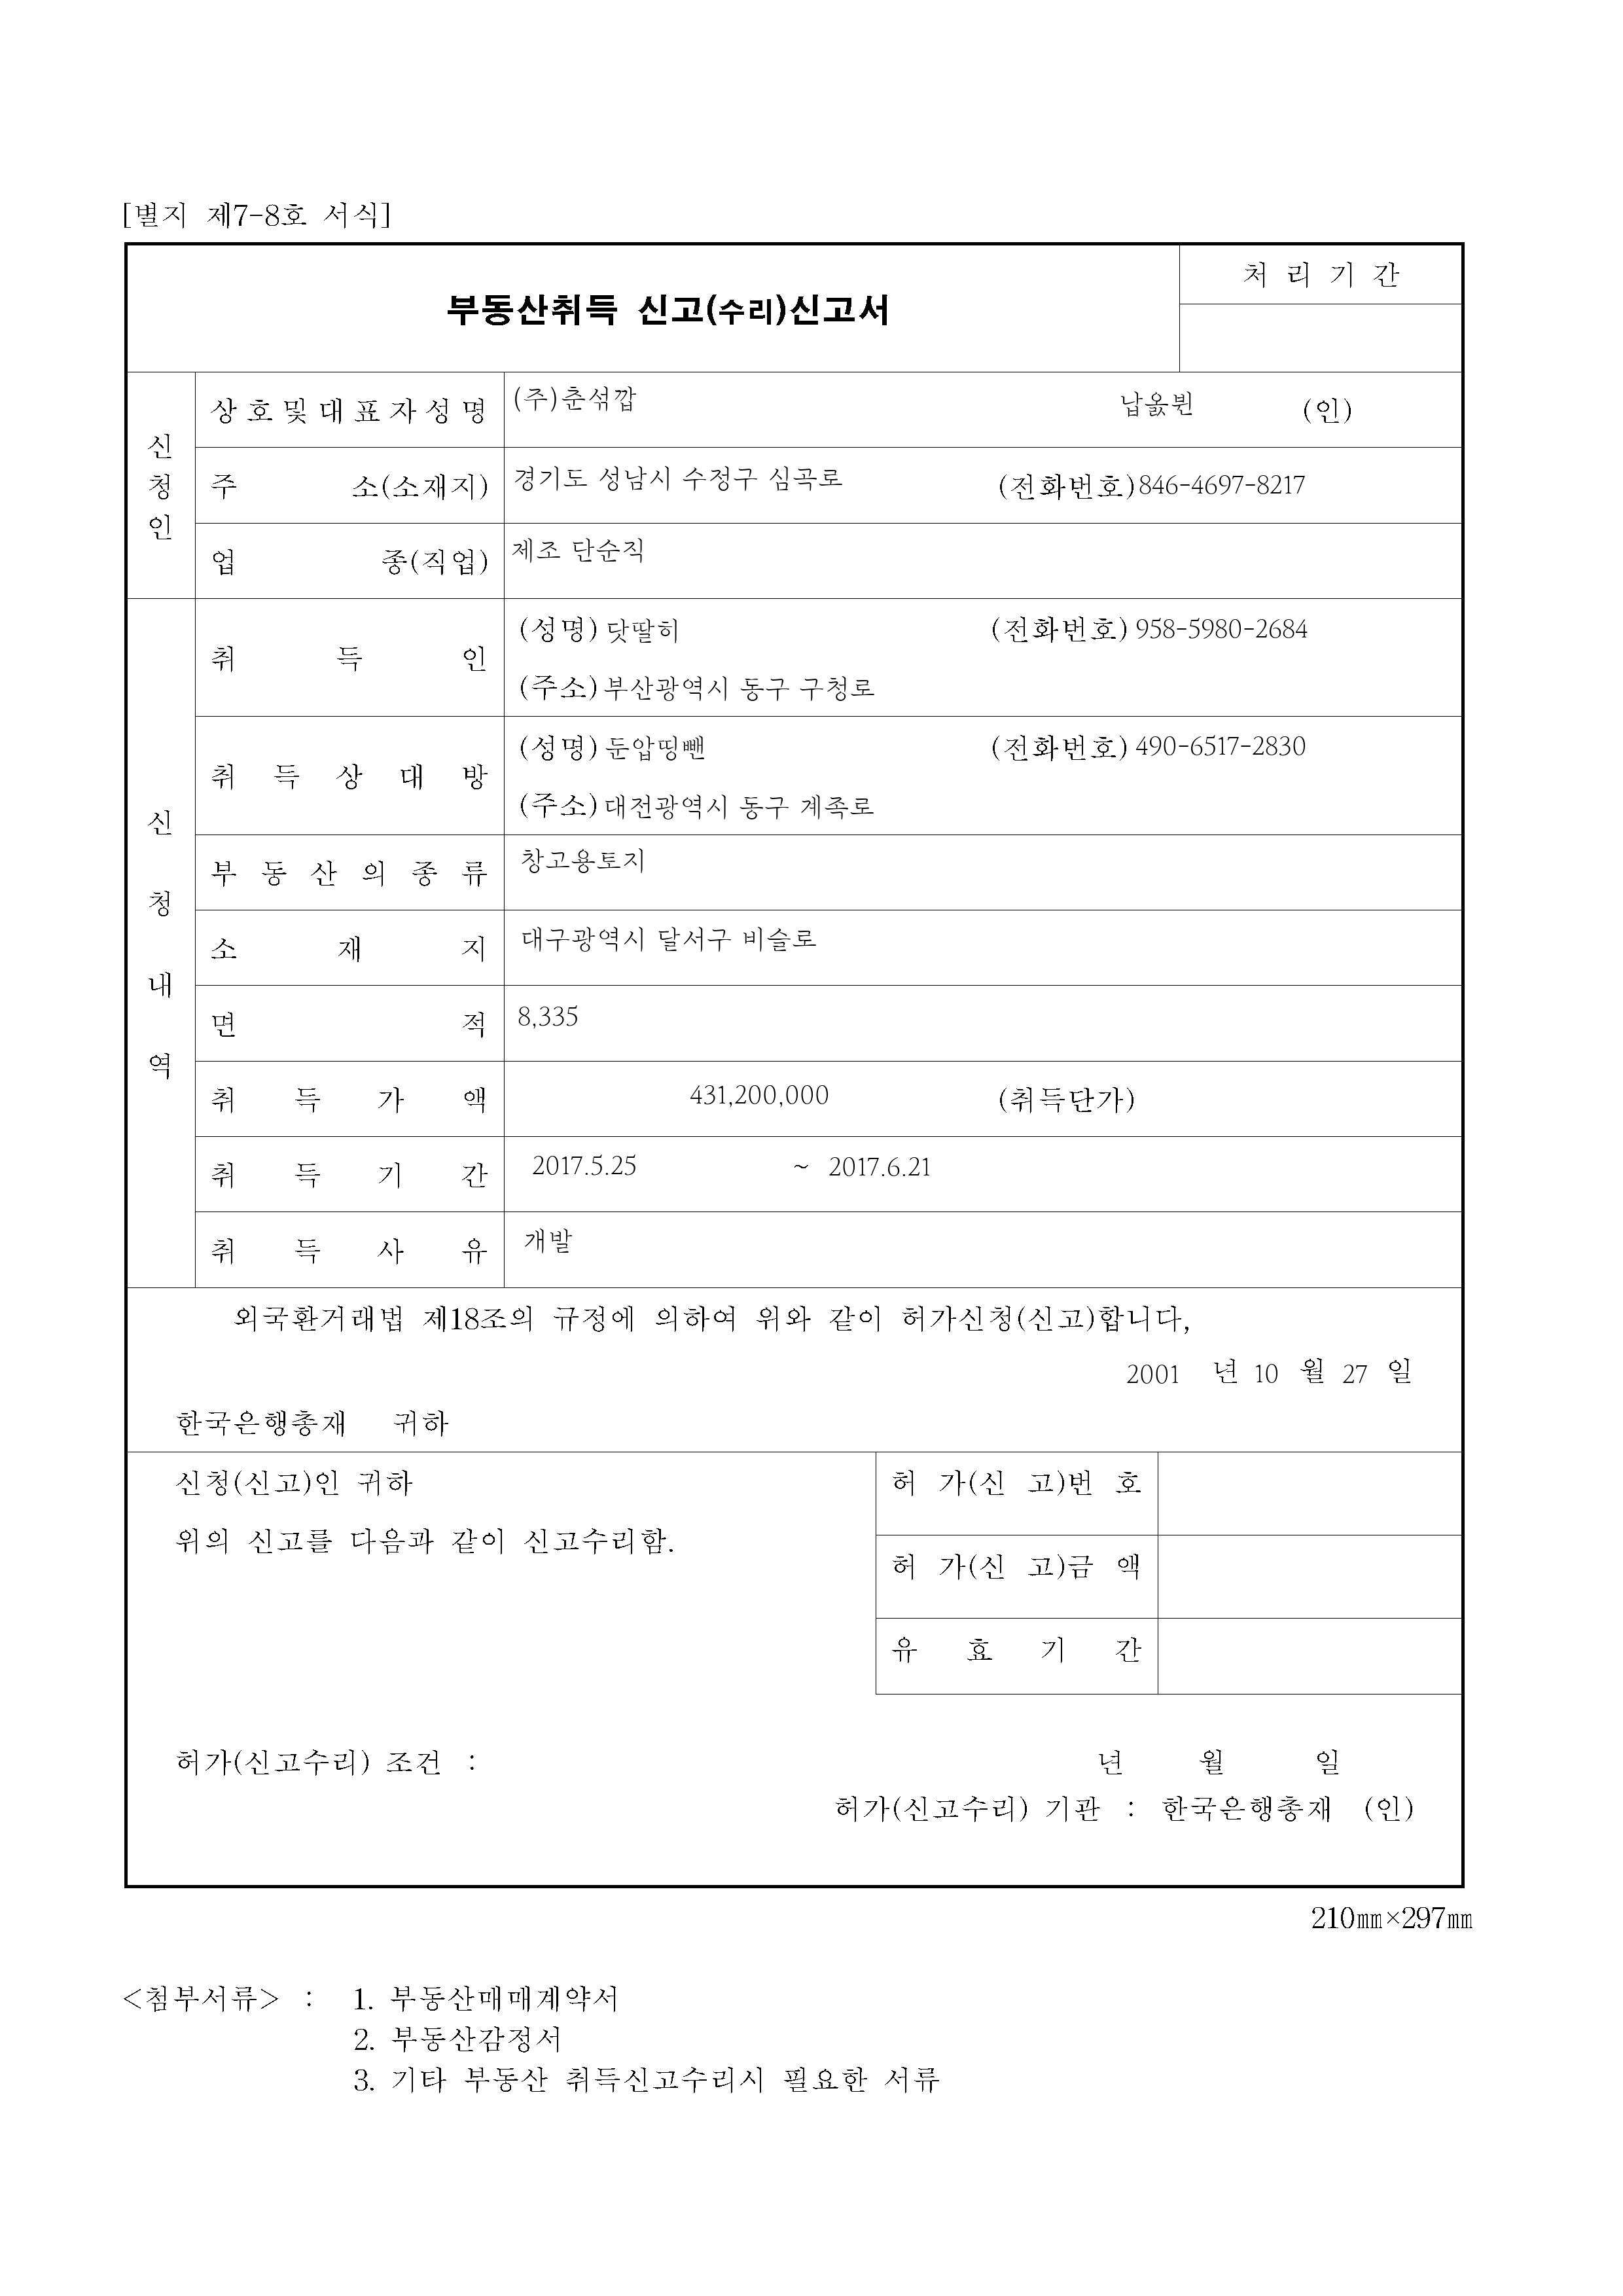 [별지 제7-8호 서식]
부동산취득 신고(수리)신고서
처 리 기 간
신청인
상호및대표자성명 (주)춘섞깝 납옳뷘 (인)
주 소(소재지) 경기도 성남시 수정구 심곡로 (전화번호)846-4697-8217
업 종(직업) 제조 단순직
신청내역
취 득 인 (성명) 닷딸히 (전화번호) 958-5980-2684
(주소) 부산광역시 동구 구청로
취 득 상 대 방 (성명) 둔압띵뺀 (전화번호) 490-6517-2830
(주소) 대전광역시 동구 계족로
부 동 산 의 종 류 창고용토지
소 재 지 대구광역시 달서구 비슬로
면 적 8,335
취 득 가 액 431,200,000 (취득단가)
취 득 기 간 2017.5.25 ~ 2017.6.21
취 득 사 유 개발
외국환거래법 제18조의 규정에 의하여 위와 같이 허가신청(신고)합니다,
2001 년 10 월 27 일
한국은행총재 귀하
신청(신고)인 귀하
위의 신고를 다음과 같이 신고수리함.
허 가(신 고)번 호
허 가(신 고)금 액
유 효 기 간
허가(신고수리) 조건 : 년 월 일
허가(신고수리) 기관 : 한국은행총재 (인)
210㎜×297㎜
<첨부서류> : 1. 부동산매매계약서
2. 부동산감정서
3. 기타 부동산 취득신고수리시 필요한 서류